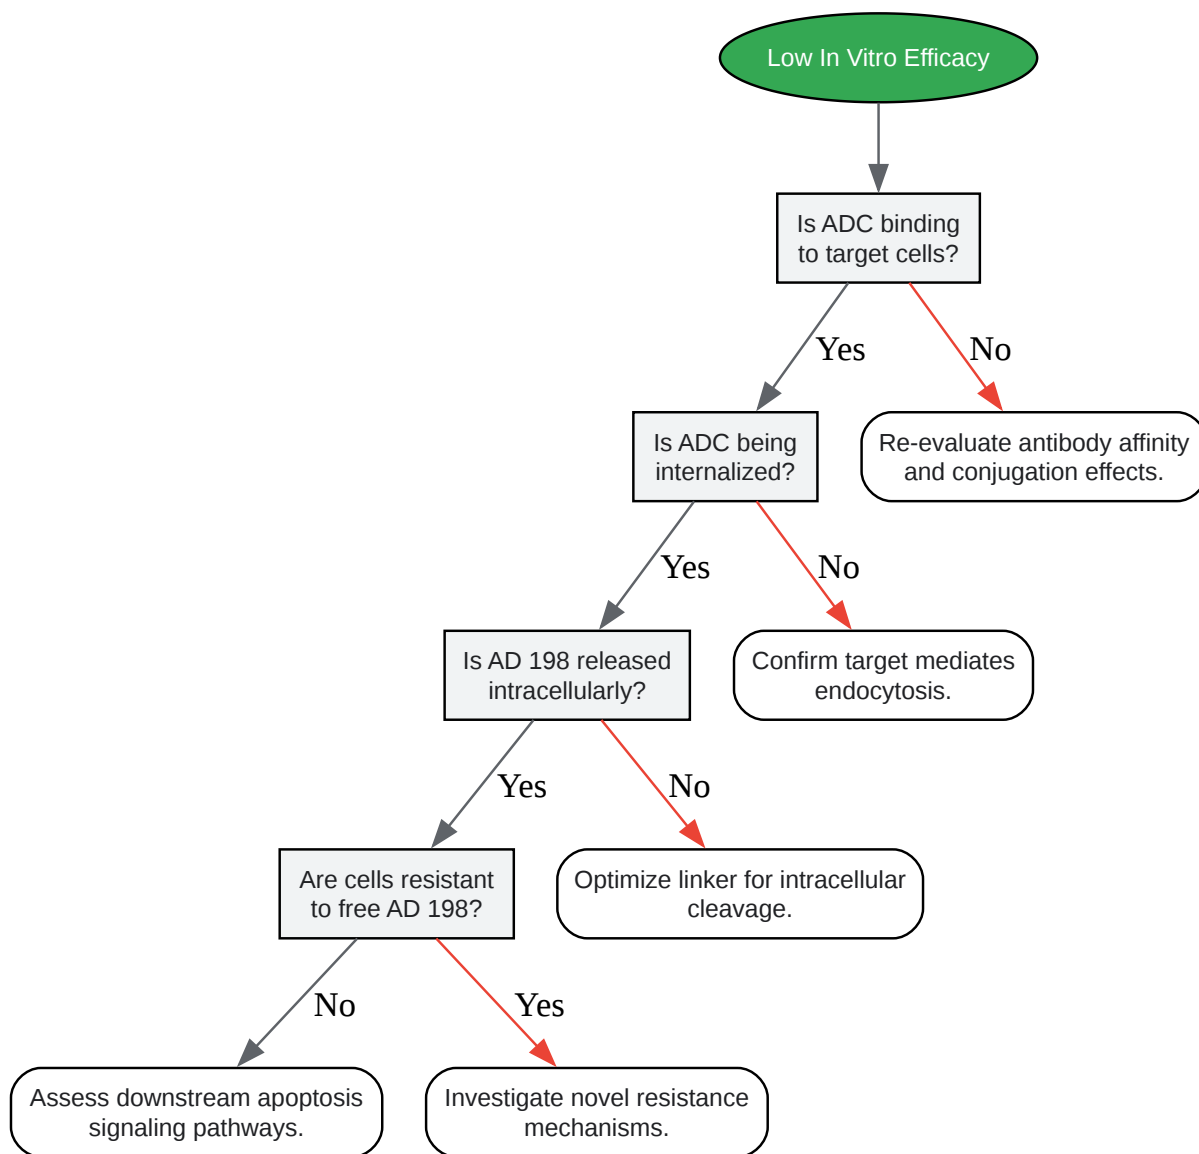 Low In Vitro Efficacy
Is ADC binding
to target cells?
Yes
No
Is ADC being
internalized?
Re-evaluate antibody affinity
and conjugation effects.
Yes
No
Is AD 198 released
intracellularly?
Confirm target mediates
endocytosis.
Yes
No
Are cells resistant
to free AD 198?
Optimize linker for intracellular
cleavage.
No
Yes
Assess downstream apoptosis
signaling pathways.
Investigate novel resistance
mechanisms.